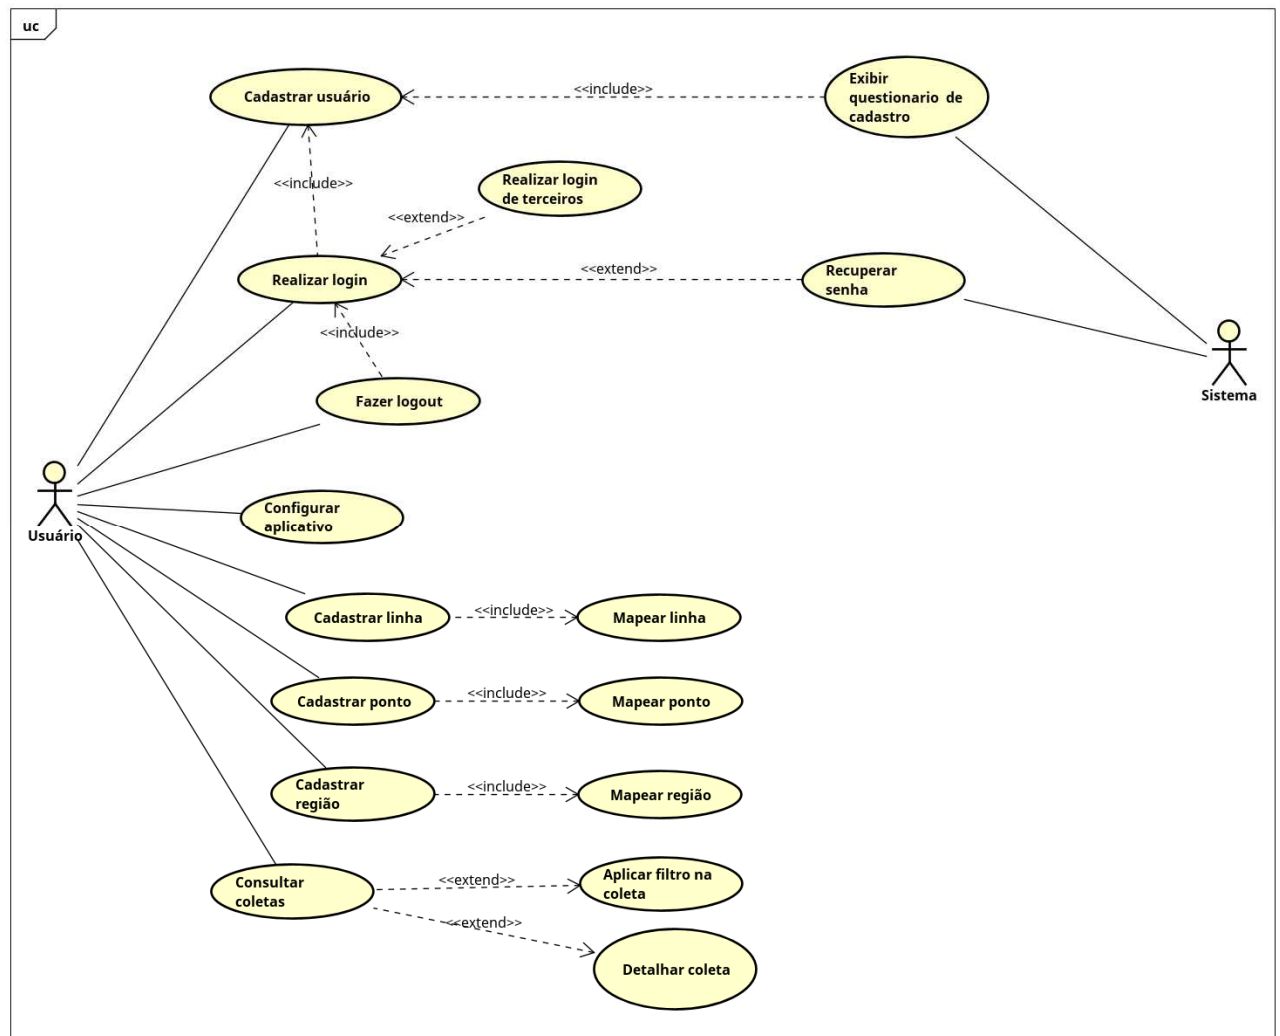 uc
Cadastrar usuário
<<include>>
Exibir
questionario de
cadastro
<<include>>
Realizar login
de terceiros
<<extend>>
Realizar login
<<extend>>
Recuperar
senha
<<include>>
Sistema
Fazer logout
Usuário
Configurar
aplicativo
Cadastrar linha
<<include>>
Mapear linha
Cadastrar ponto
<<include>>
Mapear ponto
Cadastrar
região
<<include>>
Mapear região
Consultar
coletas
<<extend>>
Aplicar filtro na
coleta
<<extend>>
Detalhar coleta